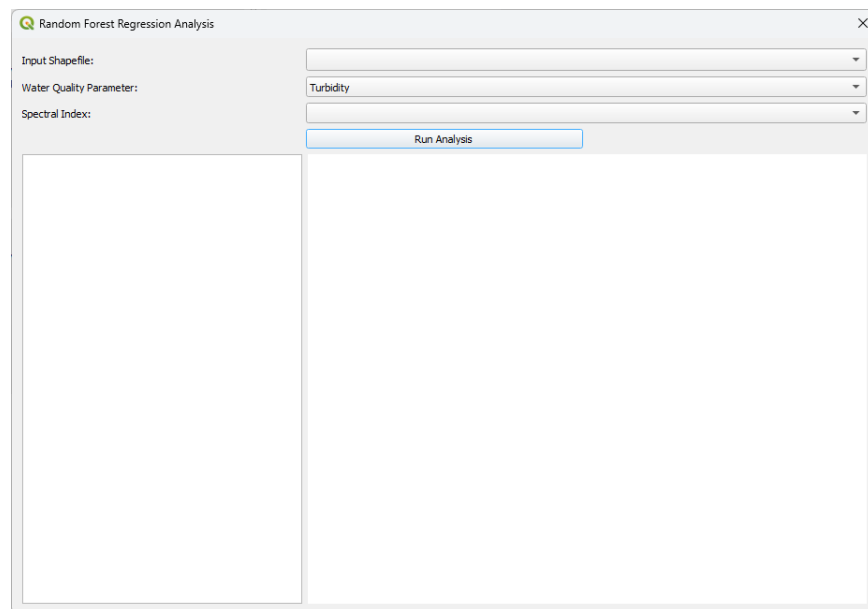 Random Forest Regression Analysis
Input Shapefile:
Water Quality Parameter: Turbidity
Spectral Index:
Run Analysis